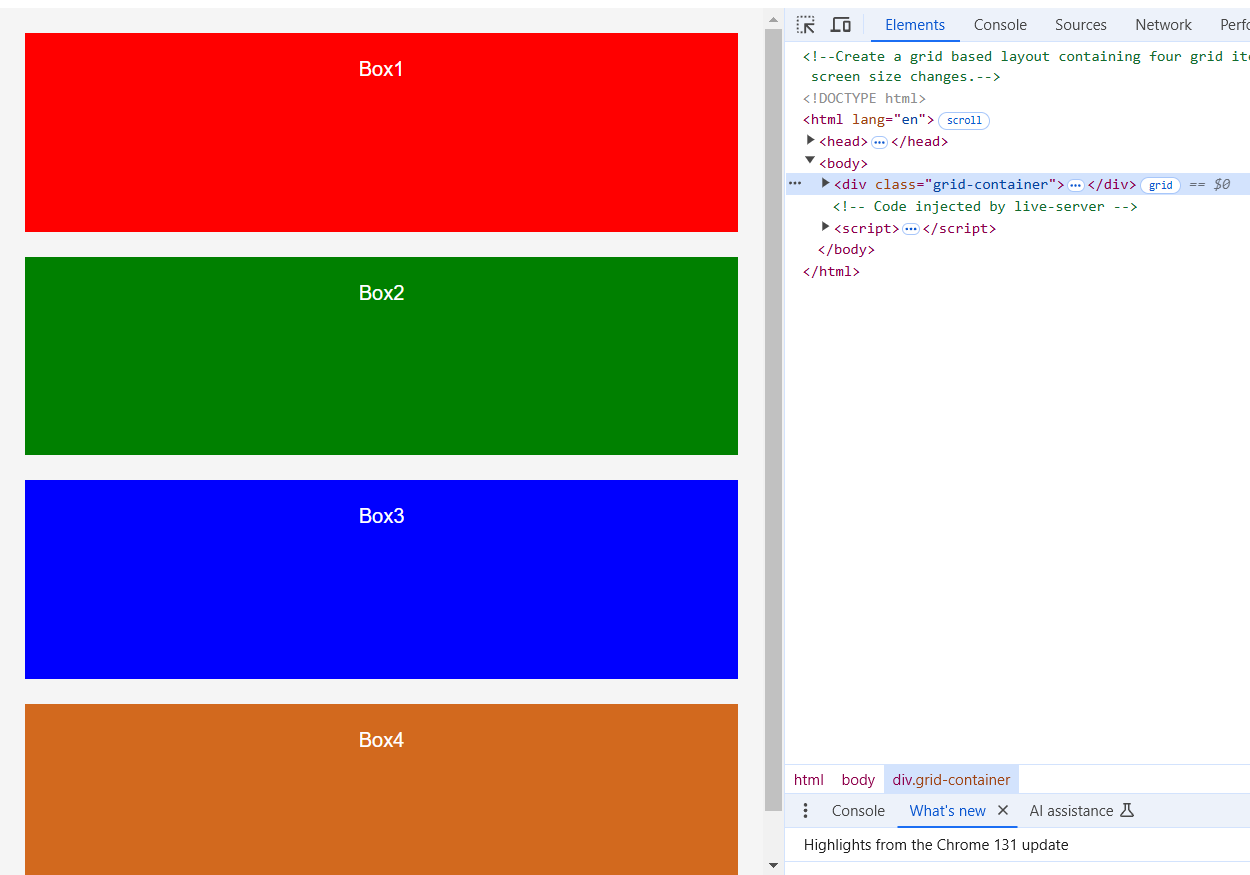 Box1
Box2
Box3
Box4
Elements Console Sources Network Perfo
<!--Create a grid based layout containing four grid ite
screen size changes.-->
<!DOCTYPE html>
<html lang="en"> scroll
<head> … </head>
<body>
… <div class="grid-container"> … </div> grid == $0
<!-- Code injected by live-server -->
<script> … </script>
</body>
</html>
html body div.grid-container
Console What's new × AI assistance
Highlights from the Chrome 131 update